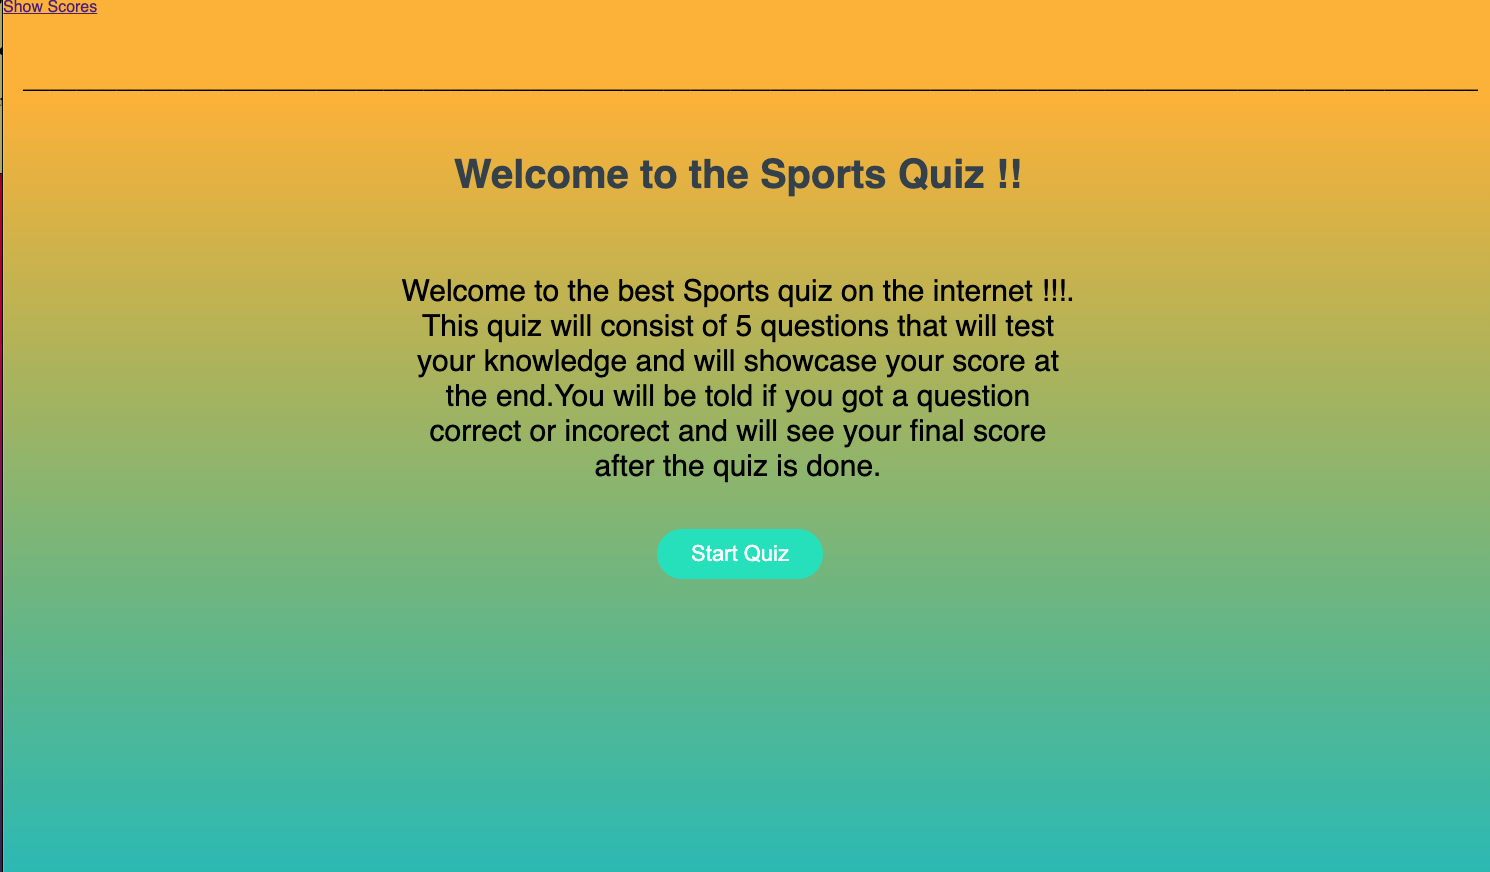 Show Scores
Welcome to the Sports Quiz !!
Welcome to the best Sports quiz on the internet !!!.
This quiz will consist of 5 questions that will test
your knowledge and will showcase your score at
the end.You will be told if you got a question
correct or incorect and will see your final score
after the quiz is done.
Start Quiz